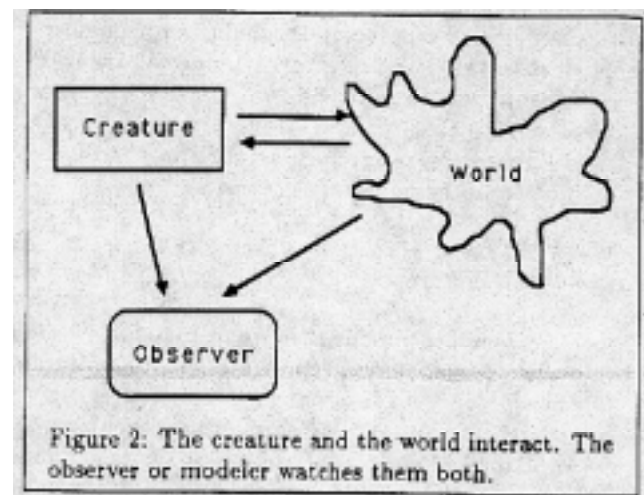 Creature
World
Observer
Figure 2: The creature and the world interact. The
observer or modeler watches them both.